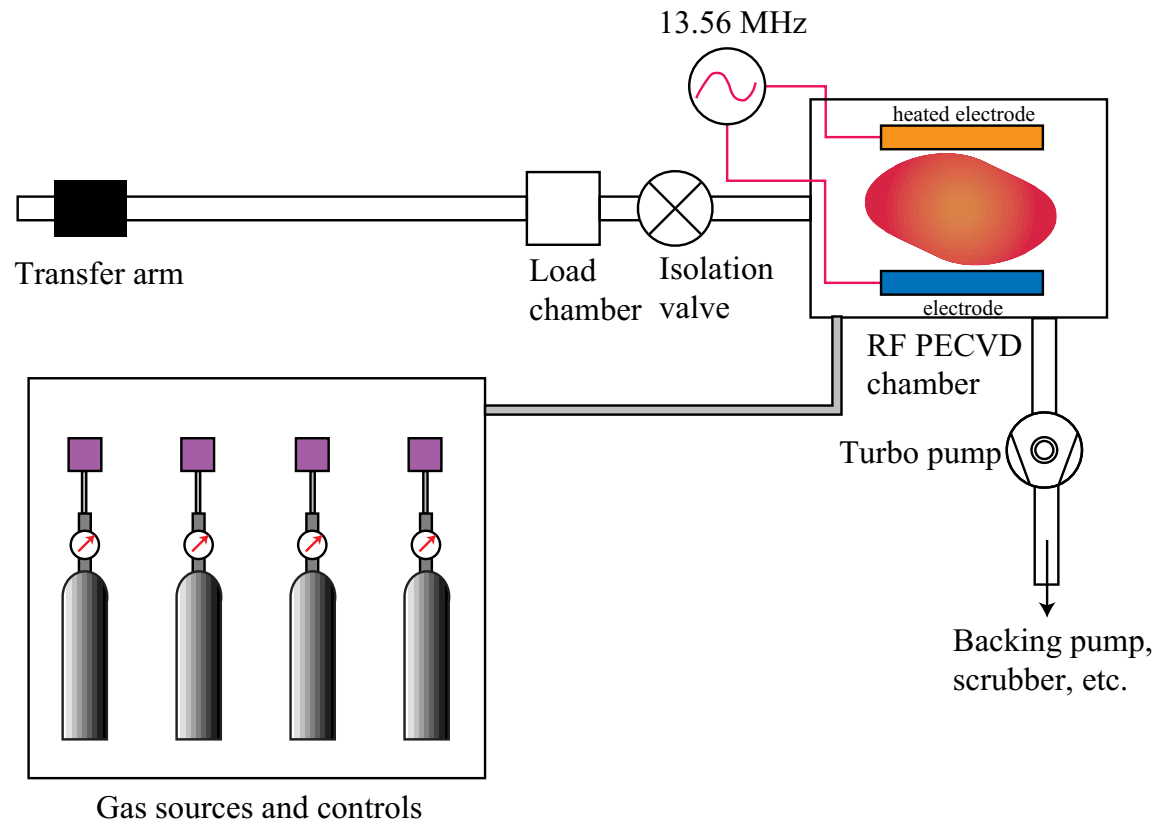 13.56 MHz
heated electrode
Transfer arm
Load
chamber
Isolation
valve
electrode
RF PECVD
chamber
Turbo pump
Backing pump,
scrubber, etc.
Gas sources and controls